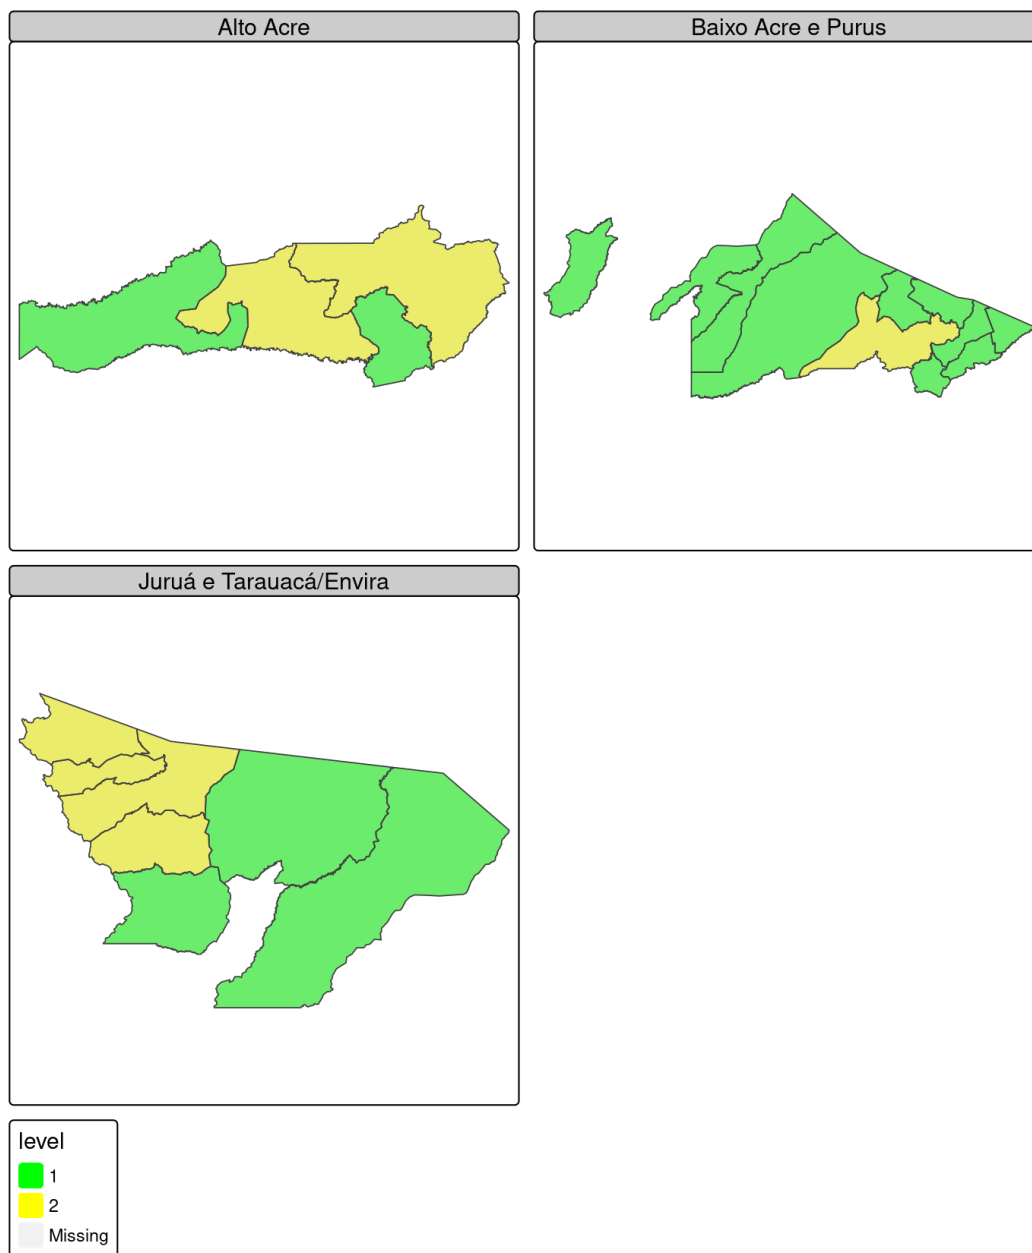 Alto Acre
Baixo Acre e Purus
Juruá e Tarauacá/Envira
level
1
2
Missing